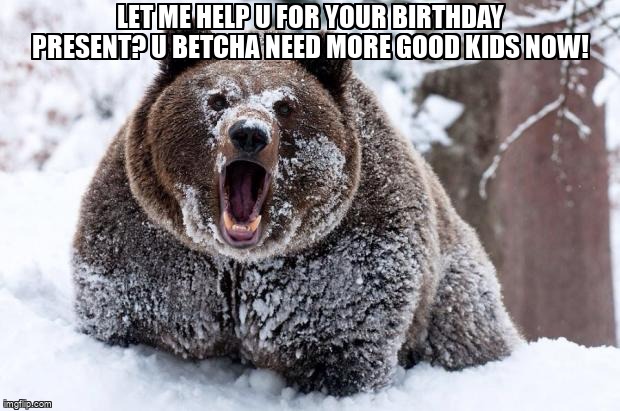 LET ME HELP U FOR YOUR BIRTHDAY
PRESENT? U BETCHA NEED MORE GOOD KIDS NOW!
imgflip.com